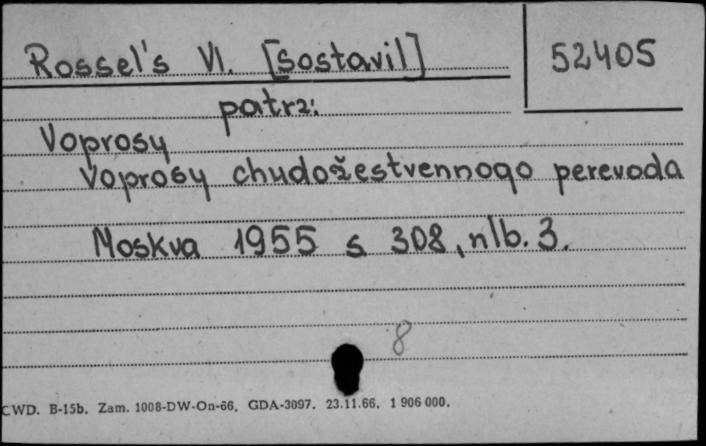 Rossel's Vl. [sostavil]
52405
patrz:
Voprosy
Voprosy chudožestvennogo perevoda
Moskva 1955 s 308, nlb. 3.
8
CWD. B-15b. Zam. 1008-DW-On-66. GDA-3097. 23.11.66. 1 906 000.